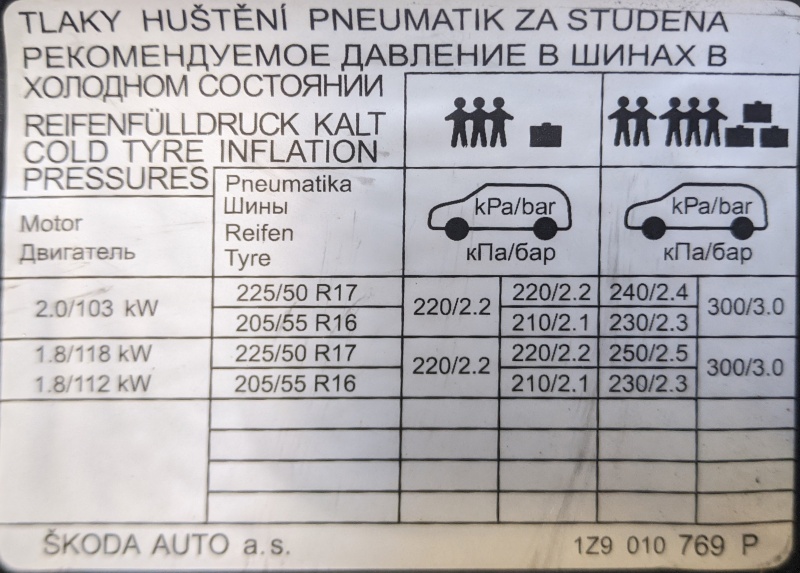 TLAKY HUŠTĚNÍ PNEUMATIK ZA STUDENA
РЕКОМЕНДУЕМОЕ ДАВЛЕНИЕ В ШИНАХ В
ХОЛОДНОМ СОСТОЯНИИ
REIFENFÜLLDRUCK KALT
COLD TYRE INFLATION
PRESSURES
Motor
Двигатель
Pneumatika
Шины
Reifen
Tyre
kPa/bar
кПа/бар
kPa/bar
кПа/бар
2.0/103 kW
225/50 R17
205/55 R16
220/2.2
220/2.2
210/2.1
240/2.4
230/2.3
300/3.0
1.8/118 kW
1.8/112 kW
225/50 R17
205/55 R16
220/2.2
220/2.2
210/2.1
250/2.5
230/2.3
300/3.0
ŠKODA AUTO a.s.
1Z9 010 769 P